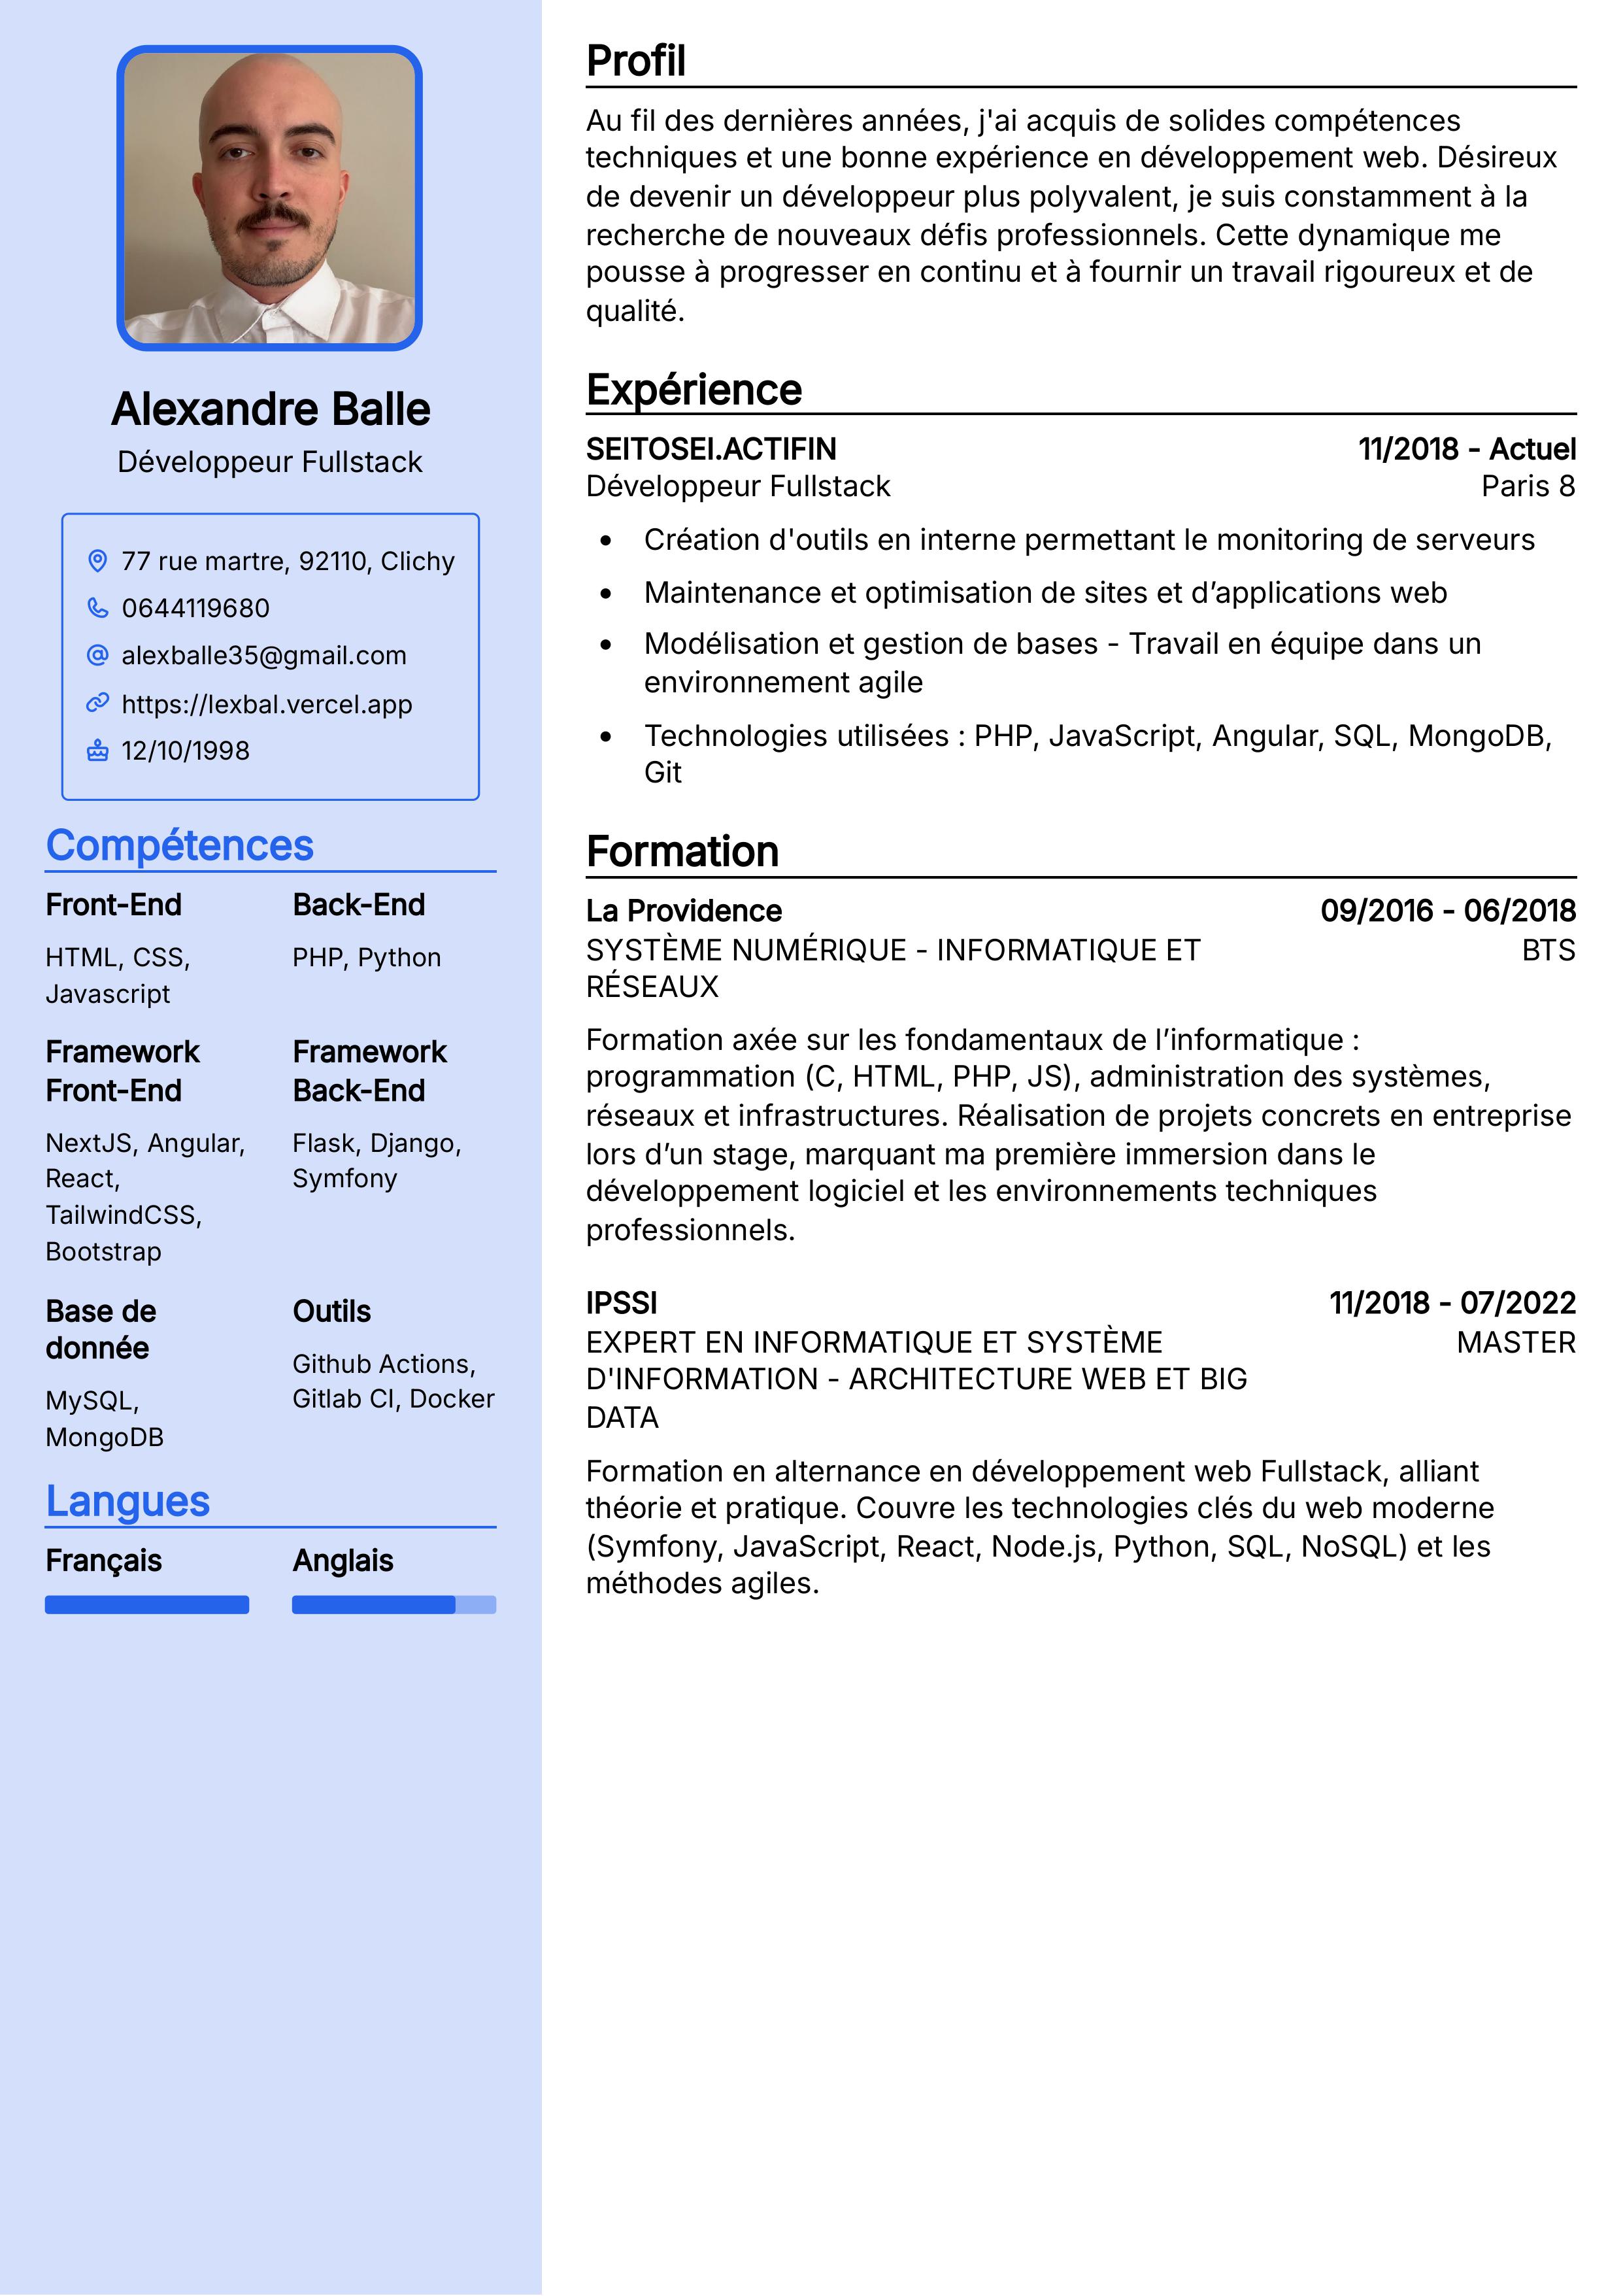 Alexandre Balle
Développeur Fullstack
77 rue martre, 92110, Clichy
0644119680
alexballe35@gmail.com
https://lexbal.vercel.app
12/10/1998
Compétences
Front-End
HTML, CSS,
Javascript
Back-End
PHP, Python
Framework
Front-End
NextJS, Angular,
React,
TailwindCSS,
Bootstrap
Framework
Back-End
Flask, Django,
Symfony
Base de
donnée
MySQL,
MongoDB
Outils
Github Actions,
Gitlab CI, Docker
Langues
Français
Anglais
Profil
Au fil des dernières années, j'ai acquis de solides compétences
techniques et une bonne expérience en développement web. Désireux
de devenir un développeur plus polyvalent, je suis constamment à la
recherche de nouveaux défis professionnels. Cette dynamique me
pousse à progresser en continu et à fournir un travail rigoureux et de
qualité.
Expérience
SEITOSEI.ACTIFIN 11/2018 - Actuel
Développeur Fullstack Paris 8
• Création d'outils en interne permettant le monitoring de serveurs
• Maintenance et optimisation de sites et d’applications web
• Modélisation et gestion de bases - Travail en équipe dans un
environnement agile
• Technologies utilisées : PHP, JavaScript, Angular, SQL, MongoDB,
Git
Formation
La Providence 09/2016 - 06/2018
SYSTÈME NUMÉRIQUE - INFORMATIQUE ET BTS
RÉSEAUX
Formation axée sur les fondamentaux de l’informatique :
programmation (C, HTML, PHP, JS), administration des systèmes,
réseaux et infrastructures. Réalisation de projets concrets en entreprise
lors d’un stage, marquant ma première immersion dans le
développement logiciel et les environnements techniques
professionnels.
IPSSI 11/2018 - 07/2022
EXPERT EN INFORMATIQUE ET SYSTÈME MASTER
D'INFORMATION - ARCHITECTURE WEB ET BIG
DATA
Formation en alternance en développement web Fullstack, alliant
théorie et pratique. Couvre les technologies clés du web moderne
(Symfony, JavaScript, React, Node.js, Python, SQL, NoSQL) et les
méthodes agiles.